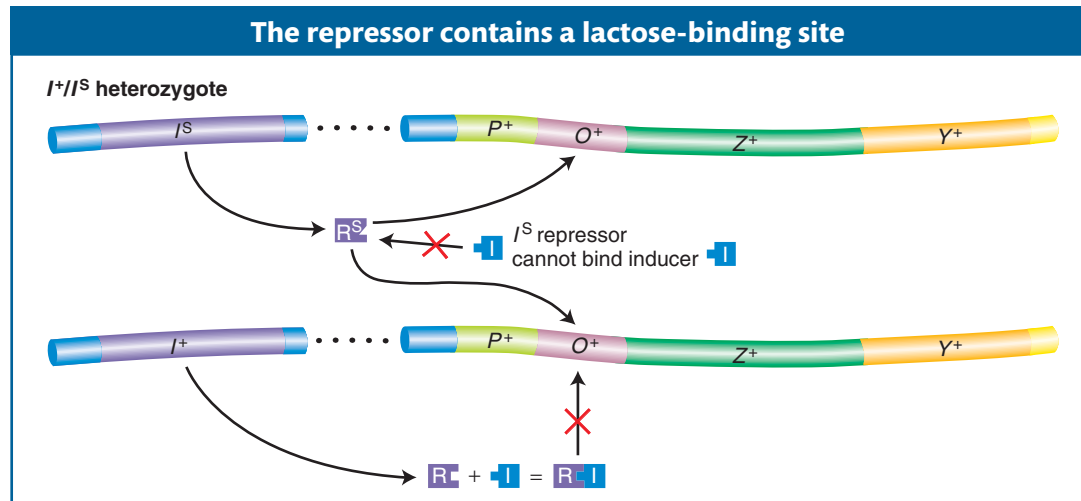 The repressor contains a lactose-binding site
I⁺/Iˢ heterozygote
Iˢ P⁺ O⁺ Z⁺ Y⁺
Rˢ
I Iˢ repressor
cannot bind inducer I
I⁺ P⁺ O⁺ Z⁺ Y⁺
R + I = R I